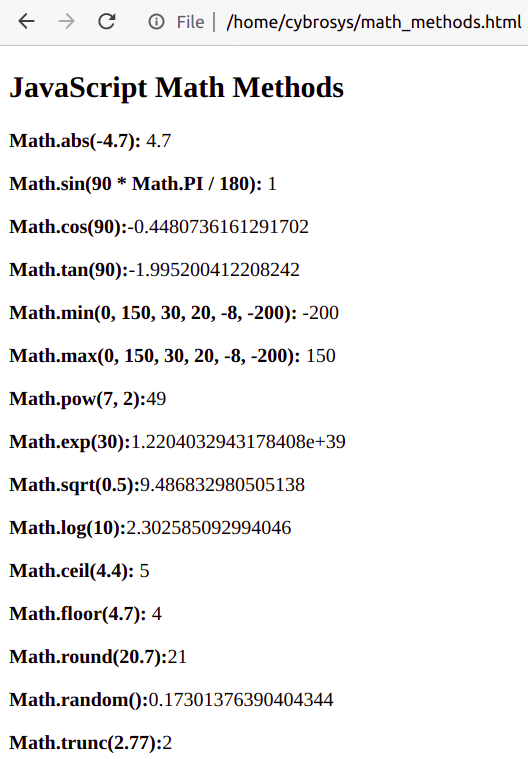 File | /home/cybrosys/math_methods.html
JavaScript Math Methods
Math.abs(-4.7): 4.7
Math.sin(90 * Math.PI / 180): 1
Math.cos(90):-0.4480736161291702
Math.tan(90):-1.995200412208242
Math.min(0, 150, 30, 20, -8, -200): -200
Math.max(0, 150, 30, 20, -8, -200): 150
Math.pow(7, 2):49
Math.exp(30):1.2204032943178408e+39
Math.sqrt(0.5):9.486832980505138
Math.log(10):2.302585092994046
Math.ceil(4.4): 5
Math.floor(4.7): 4
Math.round(20.7):21
Math.random():0.17301376390404344
Math.trunc(2.77):2